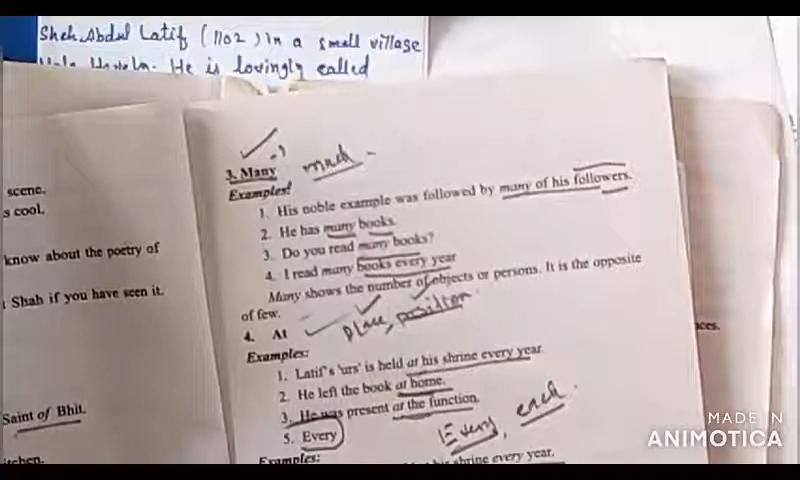 Shah Abdul Latif (1102) in a small village
He is lovingly called
scene.
s cool.
know about the poetry of
Shah if you have seen it.
Saint of Bhit.
itchen.
3. Many
much
Examples:
1. His noble example was followed by many of his followers.
2. He has many books.
3. Do you read many books?
4. I read many books every year
Many shows the number of objects or persons. It is the opposite
of few.
4. At
Place, position
Examples:
1. Latif's 'urs' is held at his shrine every year.
2. He left the book at home.
3. He was present at the function.
5. Every
Every, each
Examples:
his shrine every year.
ces.
MADE IN
ANIMOTICA